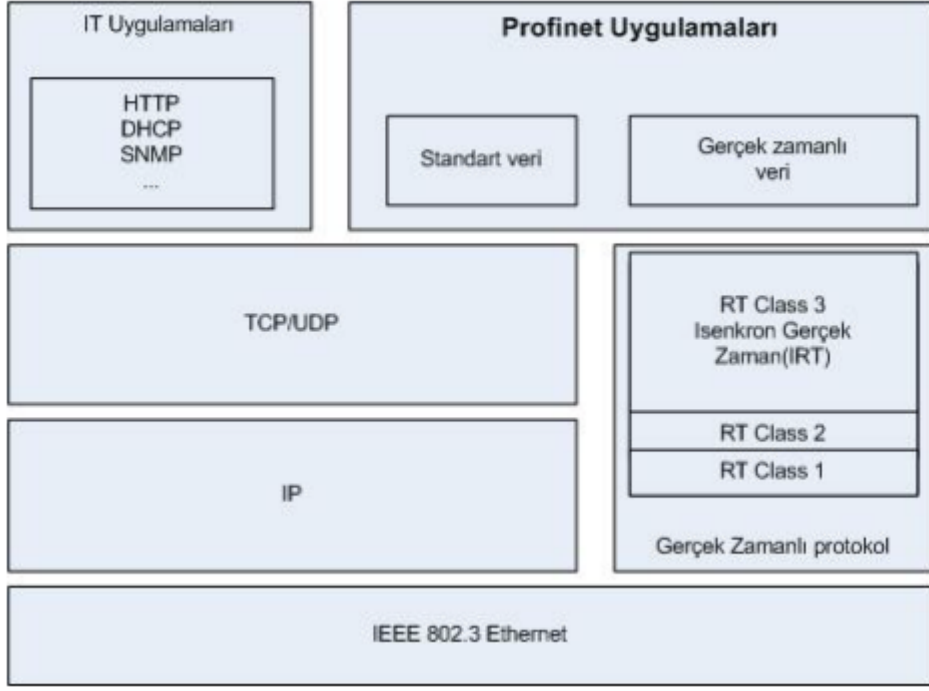 IT Uygulamaları
HTTP
DHCP
SNMP
...
Profinet Uygulamaları
Standart veri
Gerçek zamanlı
veri
TCP/UDP
RT Class 3
Isenkron Gerçek
Zaman(IRT)
RT Class 2
RT Class 1
IP
Gerçek Zamanlı protokol
IEEE 802.3 Ethernet